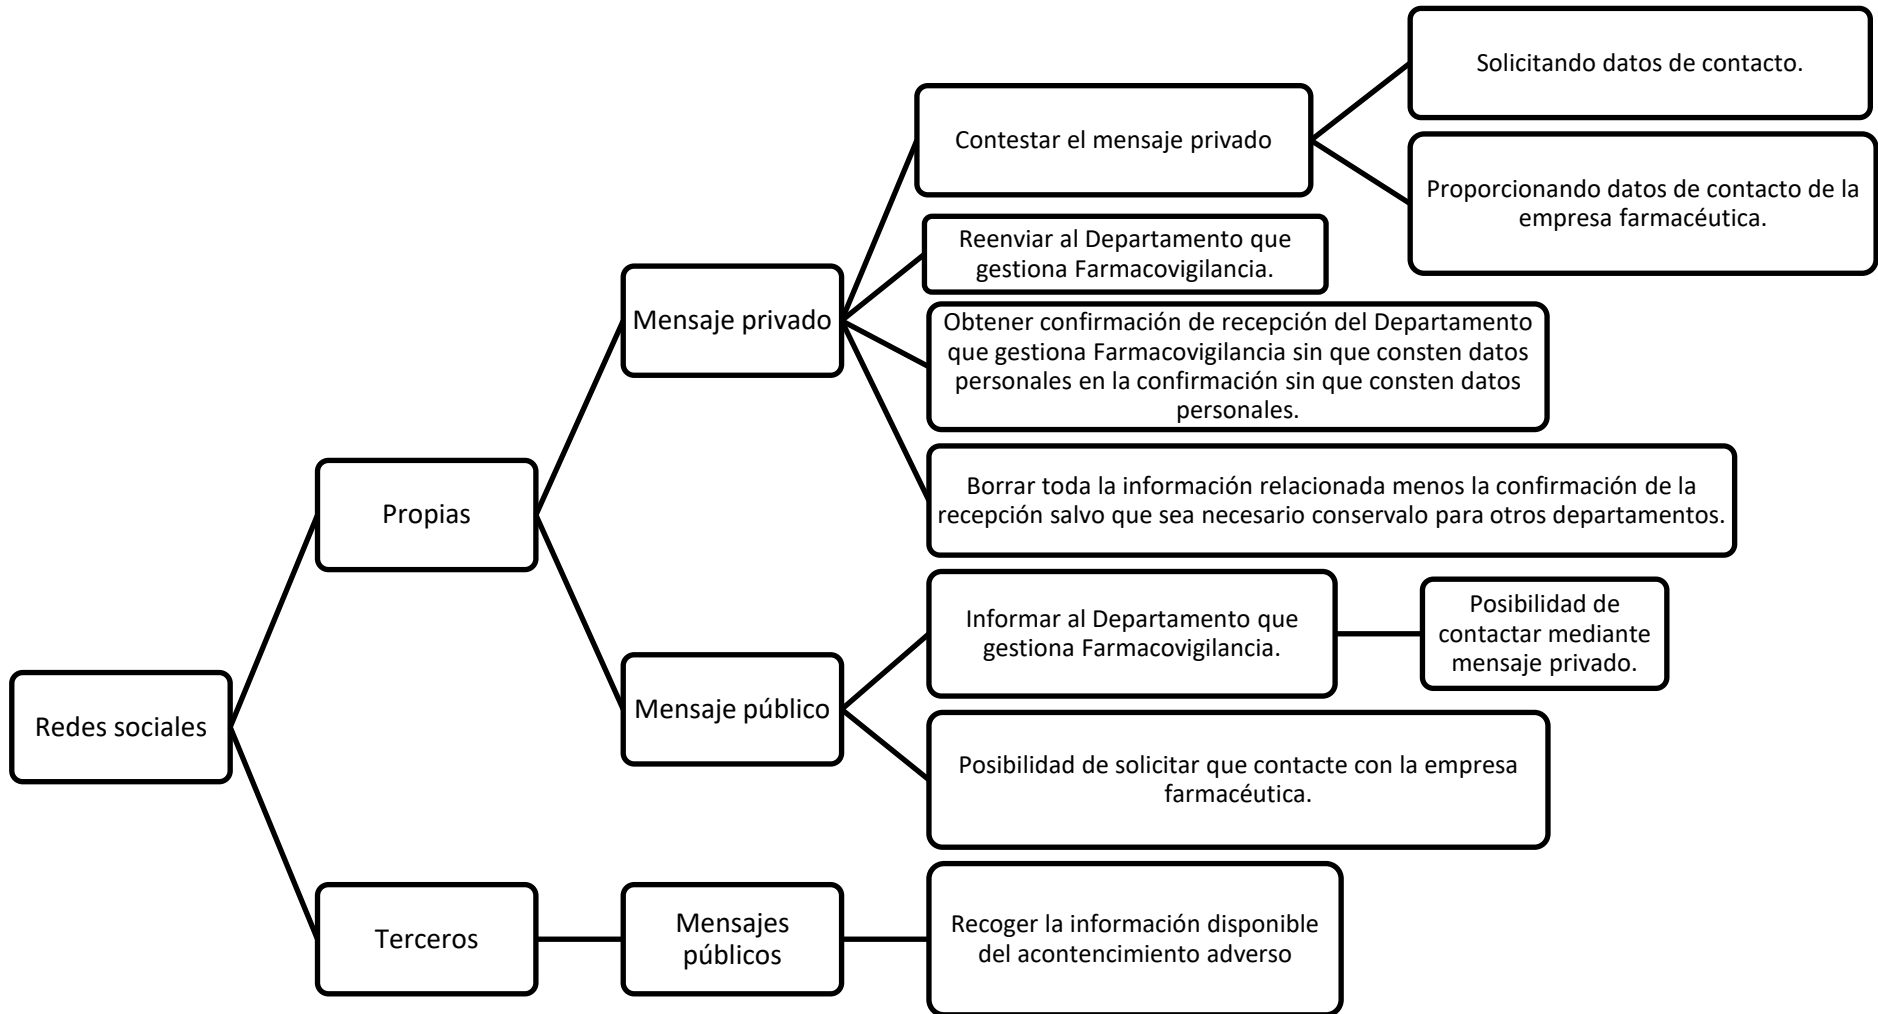 Redes sociales
Propias
Mensaje privado
Contestar el mensaje privado
Solicitando datos de contacto.
Proporcionando datos de contacto de la
empresa farmacéutica.
Reenviar al Departamento que
gestiona Farmacovigilancia.
Obtener confirmación de recepción del Departamento
que gestiona Farmacovigilancia sin que consten datos
personales en la confirmación sin que consten datos
personales.
Borrar toda la información relacionada menos la confirmación de la
recepción salvo que sea necesario conservalo para otros departamentos.
Mensaje público
Informar al Departamento que
gestiona Farmacovigilancia.
Posibilidad de
contactar mediante
mensaje privado.
Posibilidad de solicitar que contacte con la empresa
farmacéutica.
Terceros
Mensajes
públicos
Recoger la información disponible
del acontencimiento adverso